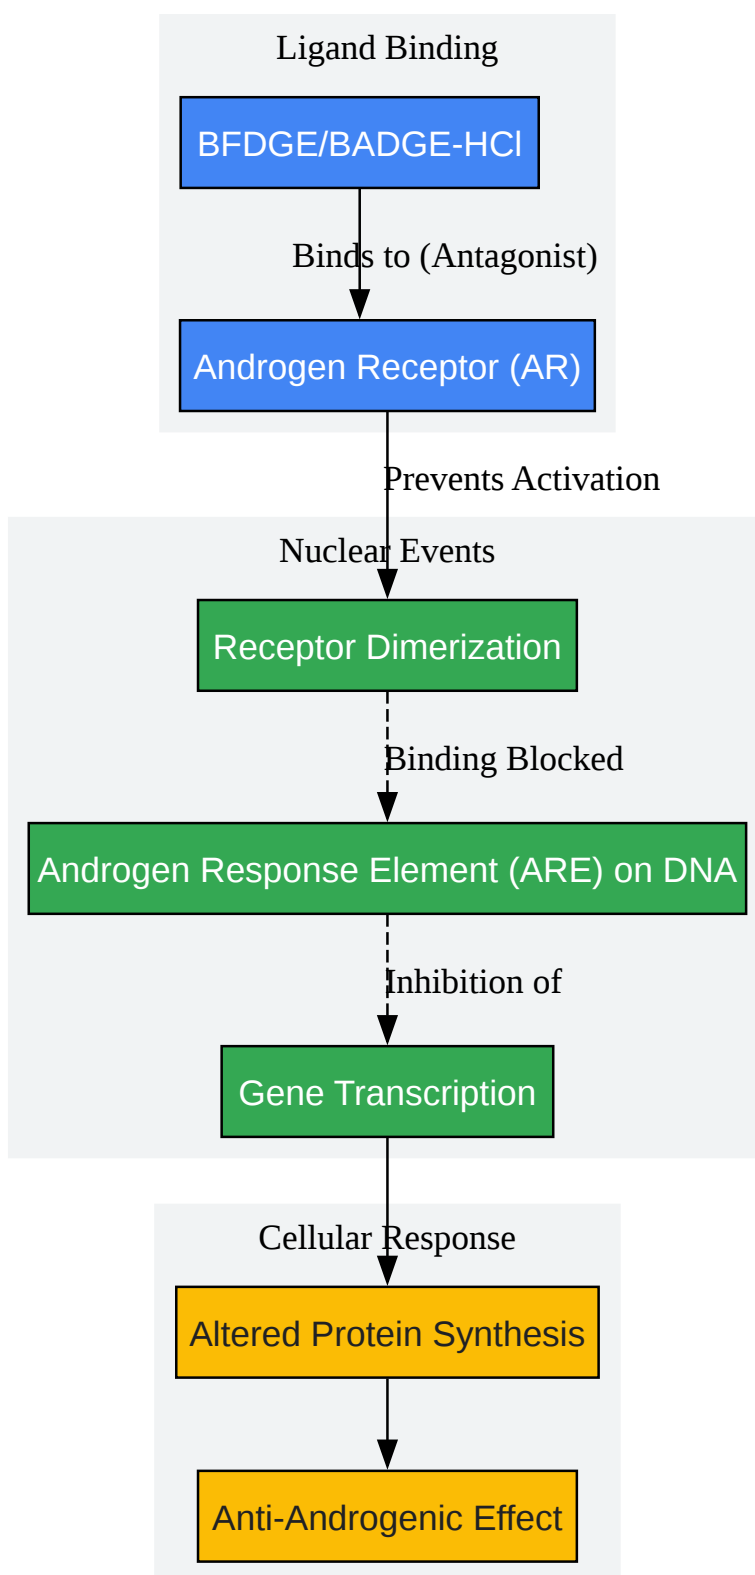 Ligand Binding
BFDGE/BADGE-HCl
Binds to (Antagonist)
Androgen Receptor (AR)
Prevents Activation
Nuclear Events
Receptor Dimerization
Binding Blocked
Androgen Response Element (ARE) on DNA
Inhibition of
Gene Transcription
Cellular Response
Altered Protein Synthesis
Anti-Androgenic Effect